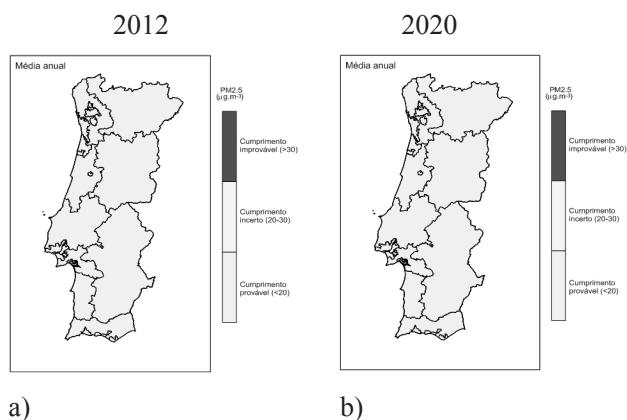 2012
2020
Média anual
PM2.5
(µg.m-3)
Cumprimento
improvável (>30)
Cumprimento
incerto (20-30)
Cumprimento
provável (<20)
Média anual
PM2.5
(µg.m-3)
Cumprimento
improvável (>30)
Cumprimento
incerto (20-30)
Cumprimento
provável (<20)
a)
b)